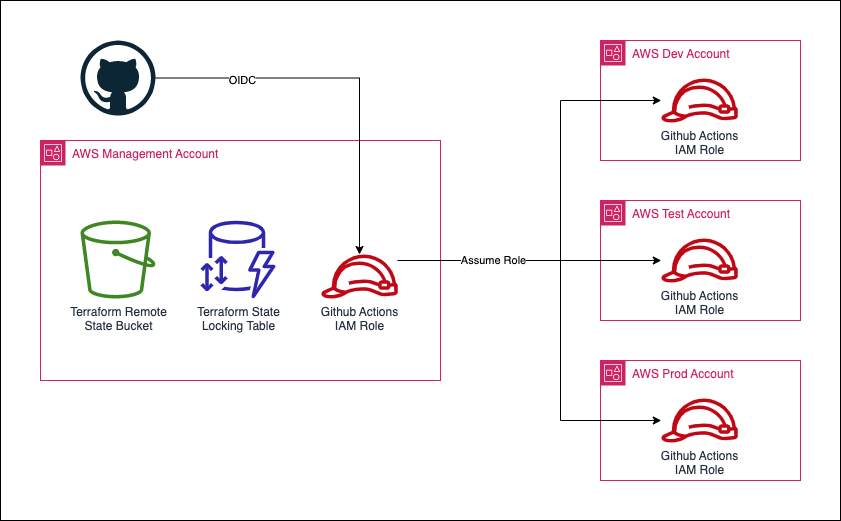 OIDC
AWS Management Account
Terraform Remote
State Bucket
Terraform State
Locking Table
Github Actions
IAM Role
Assume Role
AWS Dev Account
Github Actions
IAM Role
AWS Test Account
Github Actions
IAM Role
AWS Prod Account
Github Actions
IAM Role